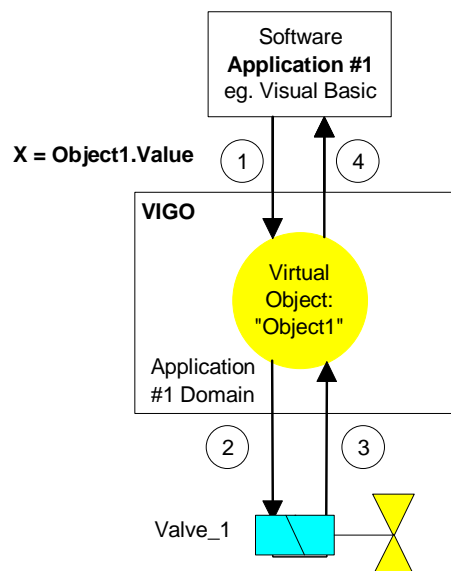 Software
Application #1
eg. Visual Basic
X = Object1.Value
1
4
VIGO
Virtual
Object:
"Object1"
Application
#1 Domain
2
3
Valve_1